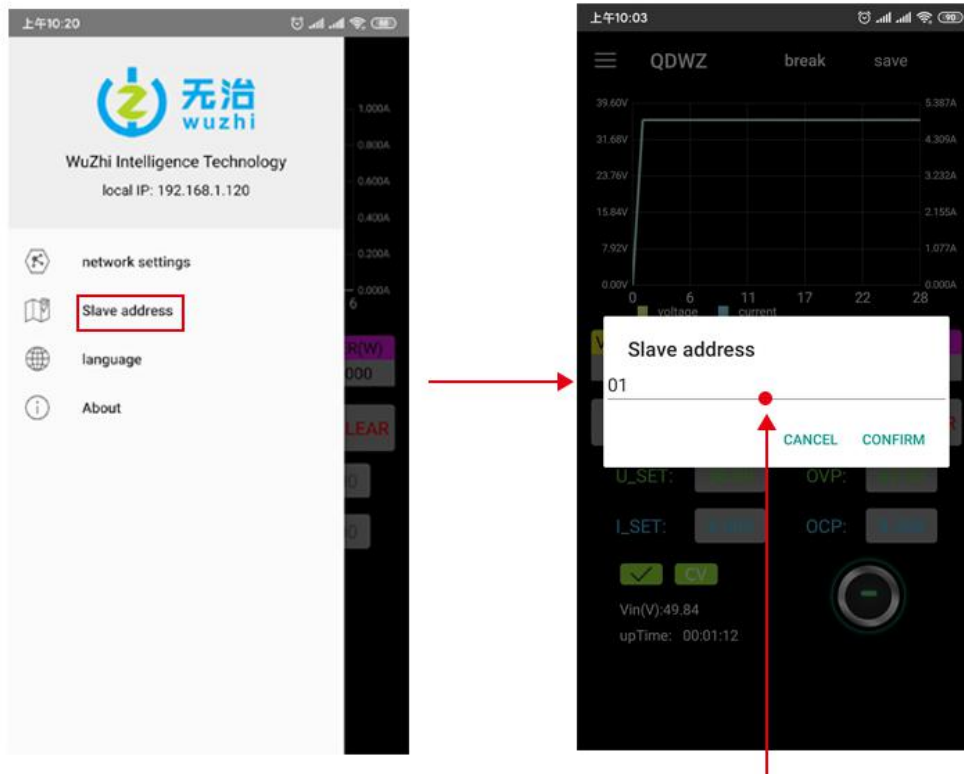 上午10:20
无治
wuzhi
WuZhi Intelligence Technology
local IP: 192.168.1.120
network settings
Slave address
language
About
1.000A
0.800A
0.600A
0.400A
0.200A
0.000A
6
R(W)
000
LEAR
上午10:03
90
QDWZ break save
39.60V 5.387A
31.68V 4.309A
23.76V 3.232A
15.84V 2.155A
7.92V 1.077A
0.00V 0.000A
0 6 11 17 22 28
voltage current
Slave address
01
CANCEL CONFIRM
U_SET: OVP:
I_SET: OCP:
CV
Vin(V):49.84
upTime: 00:01:12